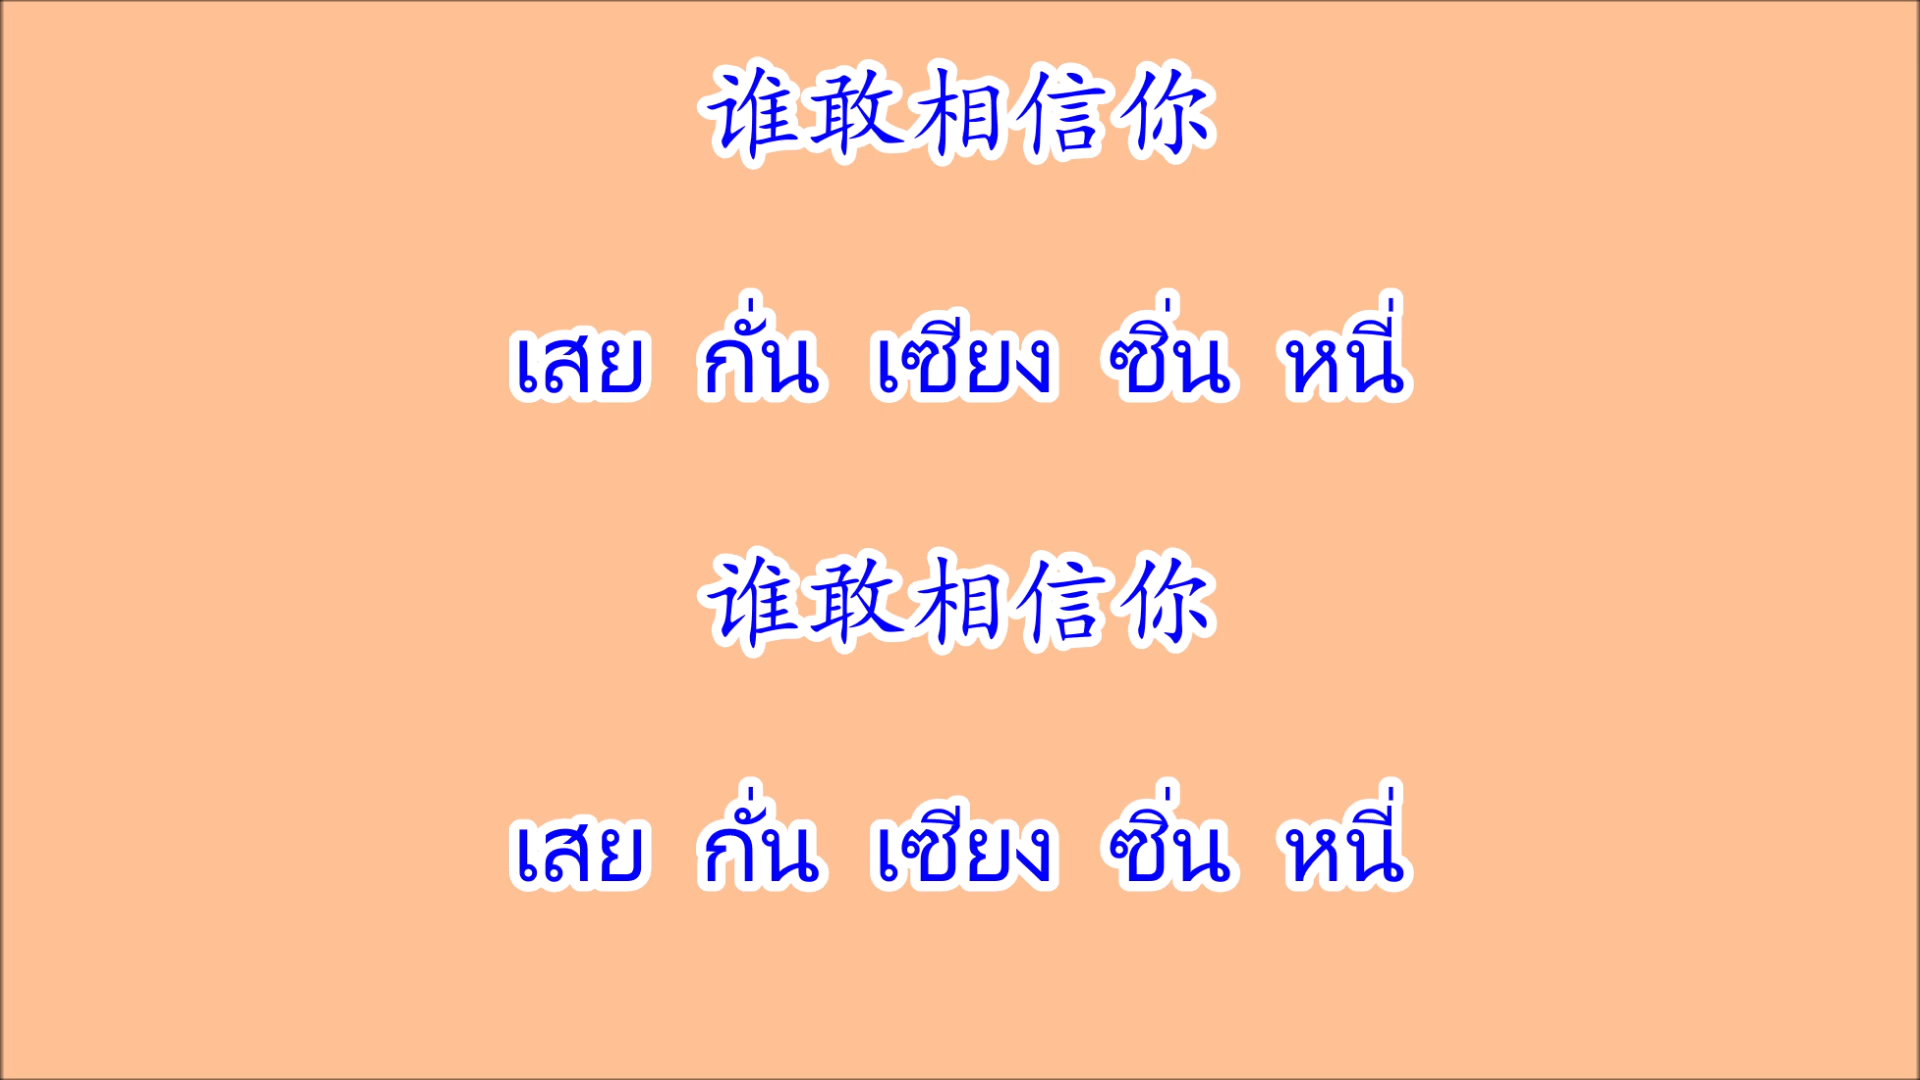 谁敢相信你
เสย กั่น เซียง ซิ่น หนี่
谁敢相信你
เสย กั่น เซียง ซิ่น หนี่